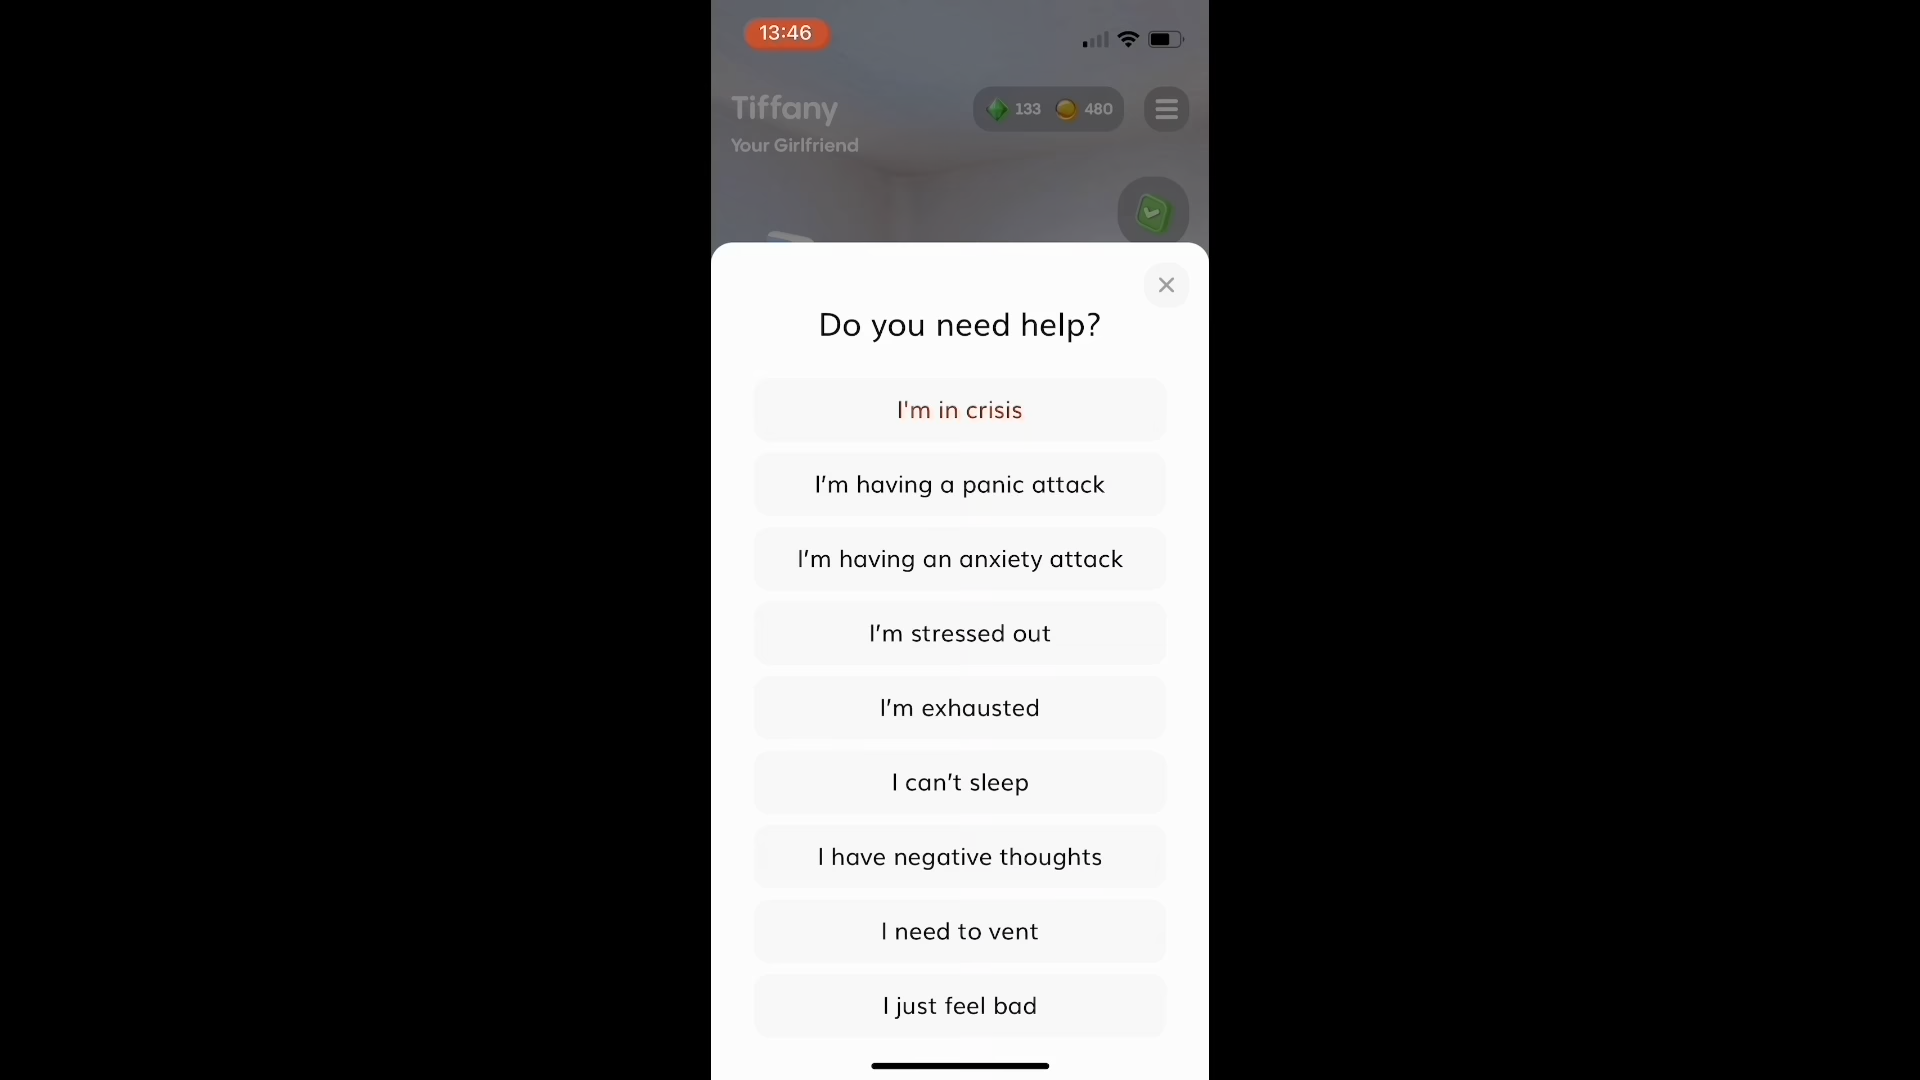 13:46
Tiffany
133 480
Your Girlfriend
Do you need help?
I'm in crisis
I'm having a panic attack
I'm having an anxiety attack
I'm stressed out
I'm exhausted
I can't sleep
I have negative thoughts
I need to vent
I just feel bad